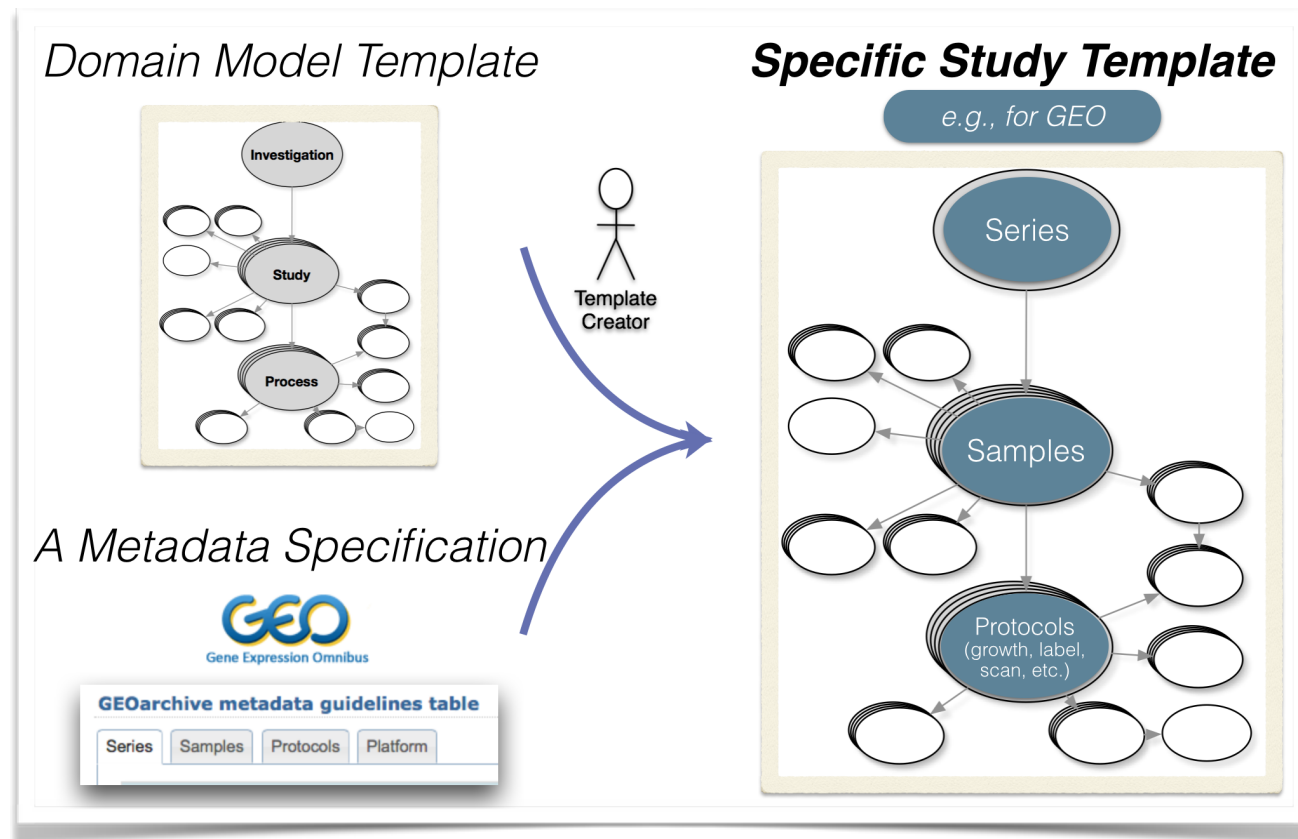 Domain Model Template
Investigation
Study
Process
A Metadata Specification
GEO
Gene Expression Omnibus
GEOarchive metadata guidelines table
Series Samples Protocols Platform
Template
Creator
Specific Study Template
e.g., for GEO
Series
Samples
Protocols
(growth, label,
scan, etc.)